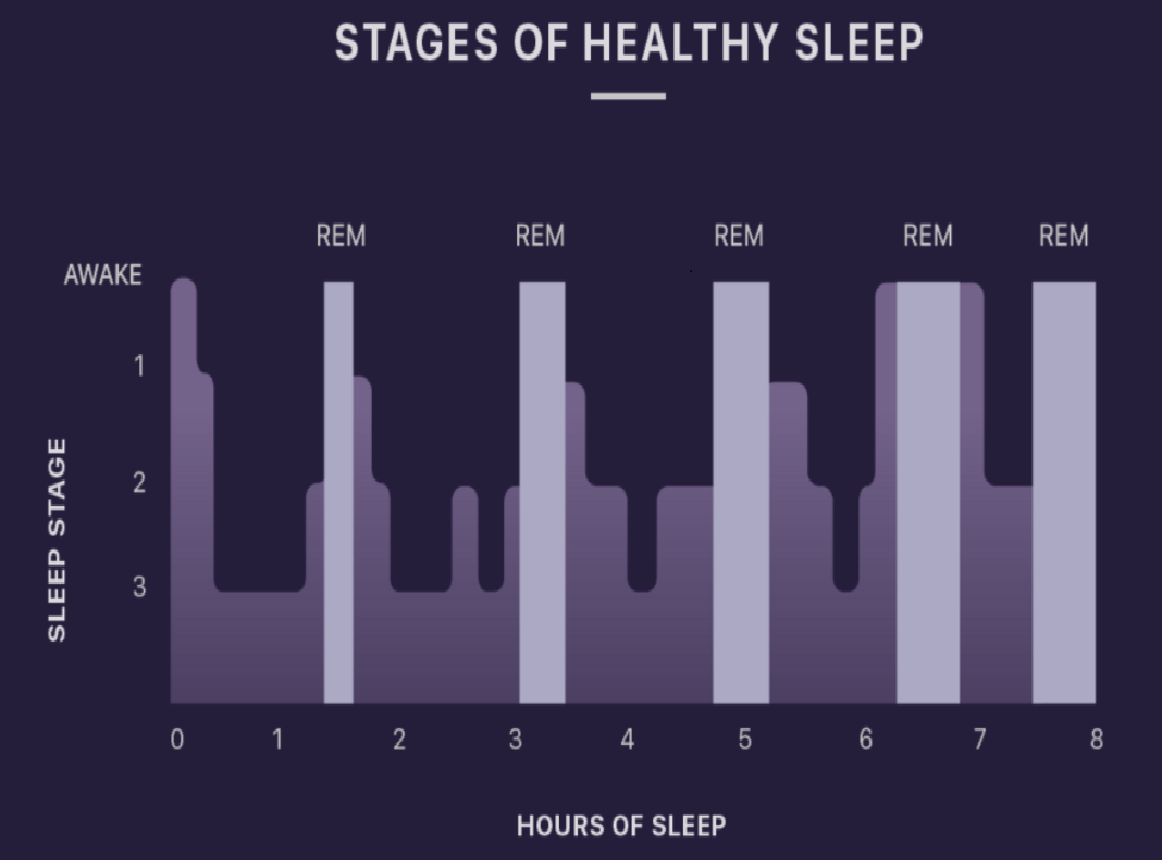 STAGES OF HEALTHY SLEEP
REM REM REM REM REM
AWAKE
1
2
3
SLEEP STAGE
0 1 2 3 4 5 6 7 8
HOURS OF SLEEP